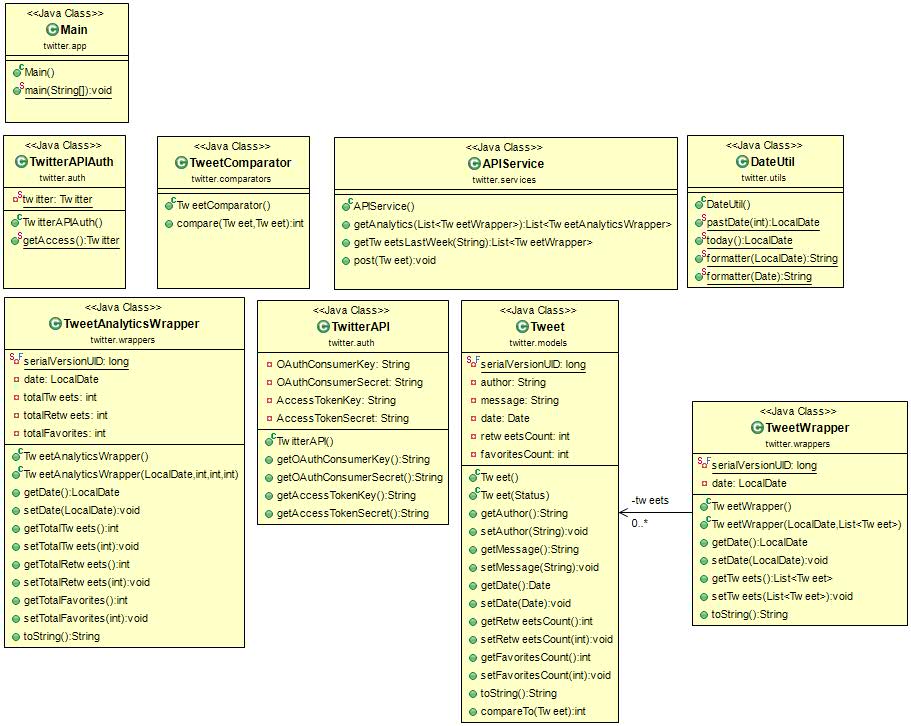 <<Java Class>>
Main
twitter.app
Main()
main(String[]):void
<<Java Class>>
TwitterAPIAuth
twitter.auth
twitter: Twitter
TwitterAPIAuth()
getAccess():Twitter
<<Java Class>>
TweetComparator
twitter.comparators
TweetComparator()
compare(Tweet,Tweet):int
<<Java Class>>
APIService
twitter.services
APIService()
getAnalytics(List<TweetWrapper>):List<TweetAnalyticsWrapper>
getTweetsLastWeek(String):List<TweetWrapper>
post(Tweet):void
<<Java Class>>
DateUtil
twitter.utils
DateUtil()
pastDate(int):LocalDate
today():LocalDate
formatter(LocalDate):String
formatter(Date):String
<<Java Class>>
TweetAnalyticsWrapper
twitter.wrappers
serialVersionUID: long
date: LocalDate
totalTweets: int
totalRetweets: int
totalFavorites: int
TweetAnalyticsWrapper()
TweetAnalyticsWrapper(LocalDate,int,int,int)
getDate():LocalDate
setDate(LocalDate):void
getTotalTweets():int
setTotalTweets(int):void
getTotalRetweets():int
setTotalRetweets(int):void
getTotalFavorites():int
setTotalFavorites(int):void
toString():String
<<Java Class>>
TwitterAPI
twitter.auth
OAuthConsumerKey: String
OAuthConsumerSecret: String
AccessTokenKey: String
AccessTokenSecret: String
TwitterAPI()
getOAuthConsumerKey():String
getOAuthConsumerSecret():String
getAccessTokenKey():String
getAccessTokenSecret():String
<<Java Class>>
Tweet
twitter.models
serialVersionUID: long
author: String
message: String
date: Date
retweetsCount: int
favoritesCount: int
Tweet()
Tweet(Status)
getAuthor():String
setAuthor(String):void
getMessage():String
setMessage(String):void
getDate():Date
setDate(Date):void
getRetweetsCount():int
setRetweetsCount(int):void
getFavoritesCount():int
setFavoritesCount(int):void
toString():String
compareTo(Tweet):int
-tweets
0..*
<<Java Class>>
TweetWrapper
twitter.wrappers
serialVersionUID: long
date: LocalDate
TweetWrapper()
TweetWrapper(LocalDate,List<Tweet>)
getDate():LocalDate
setDate(LocalDate):void
getTweets():List<Tweet>
setTweets(List<Tweet>):void
toString():String